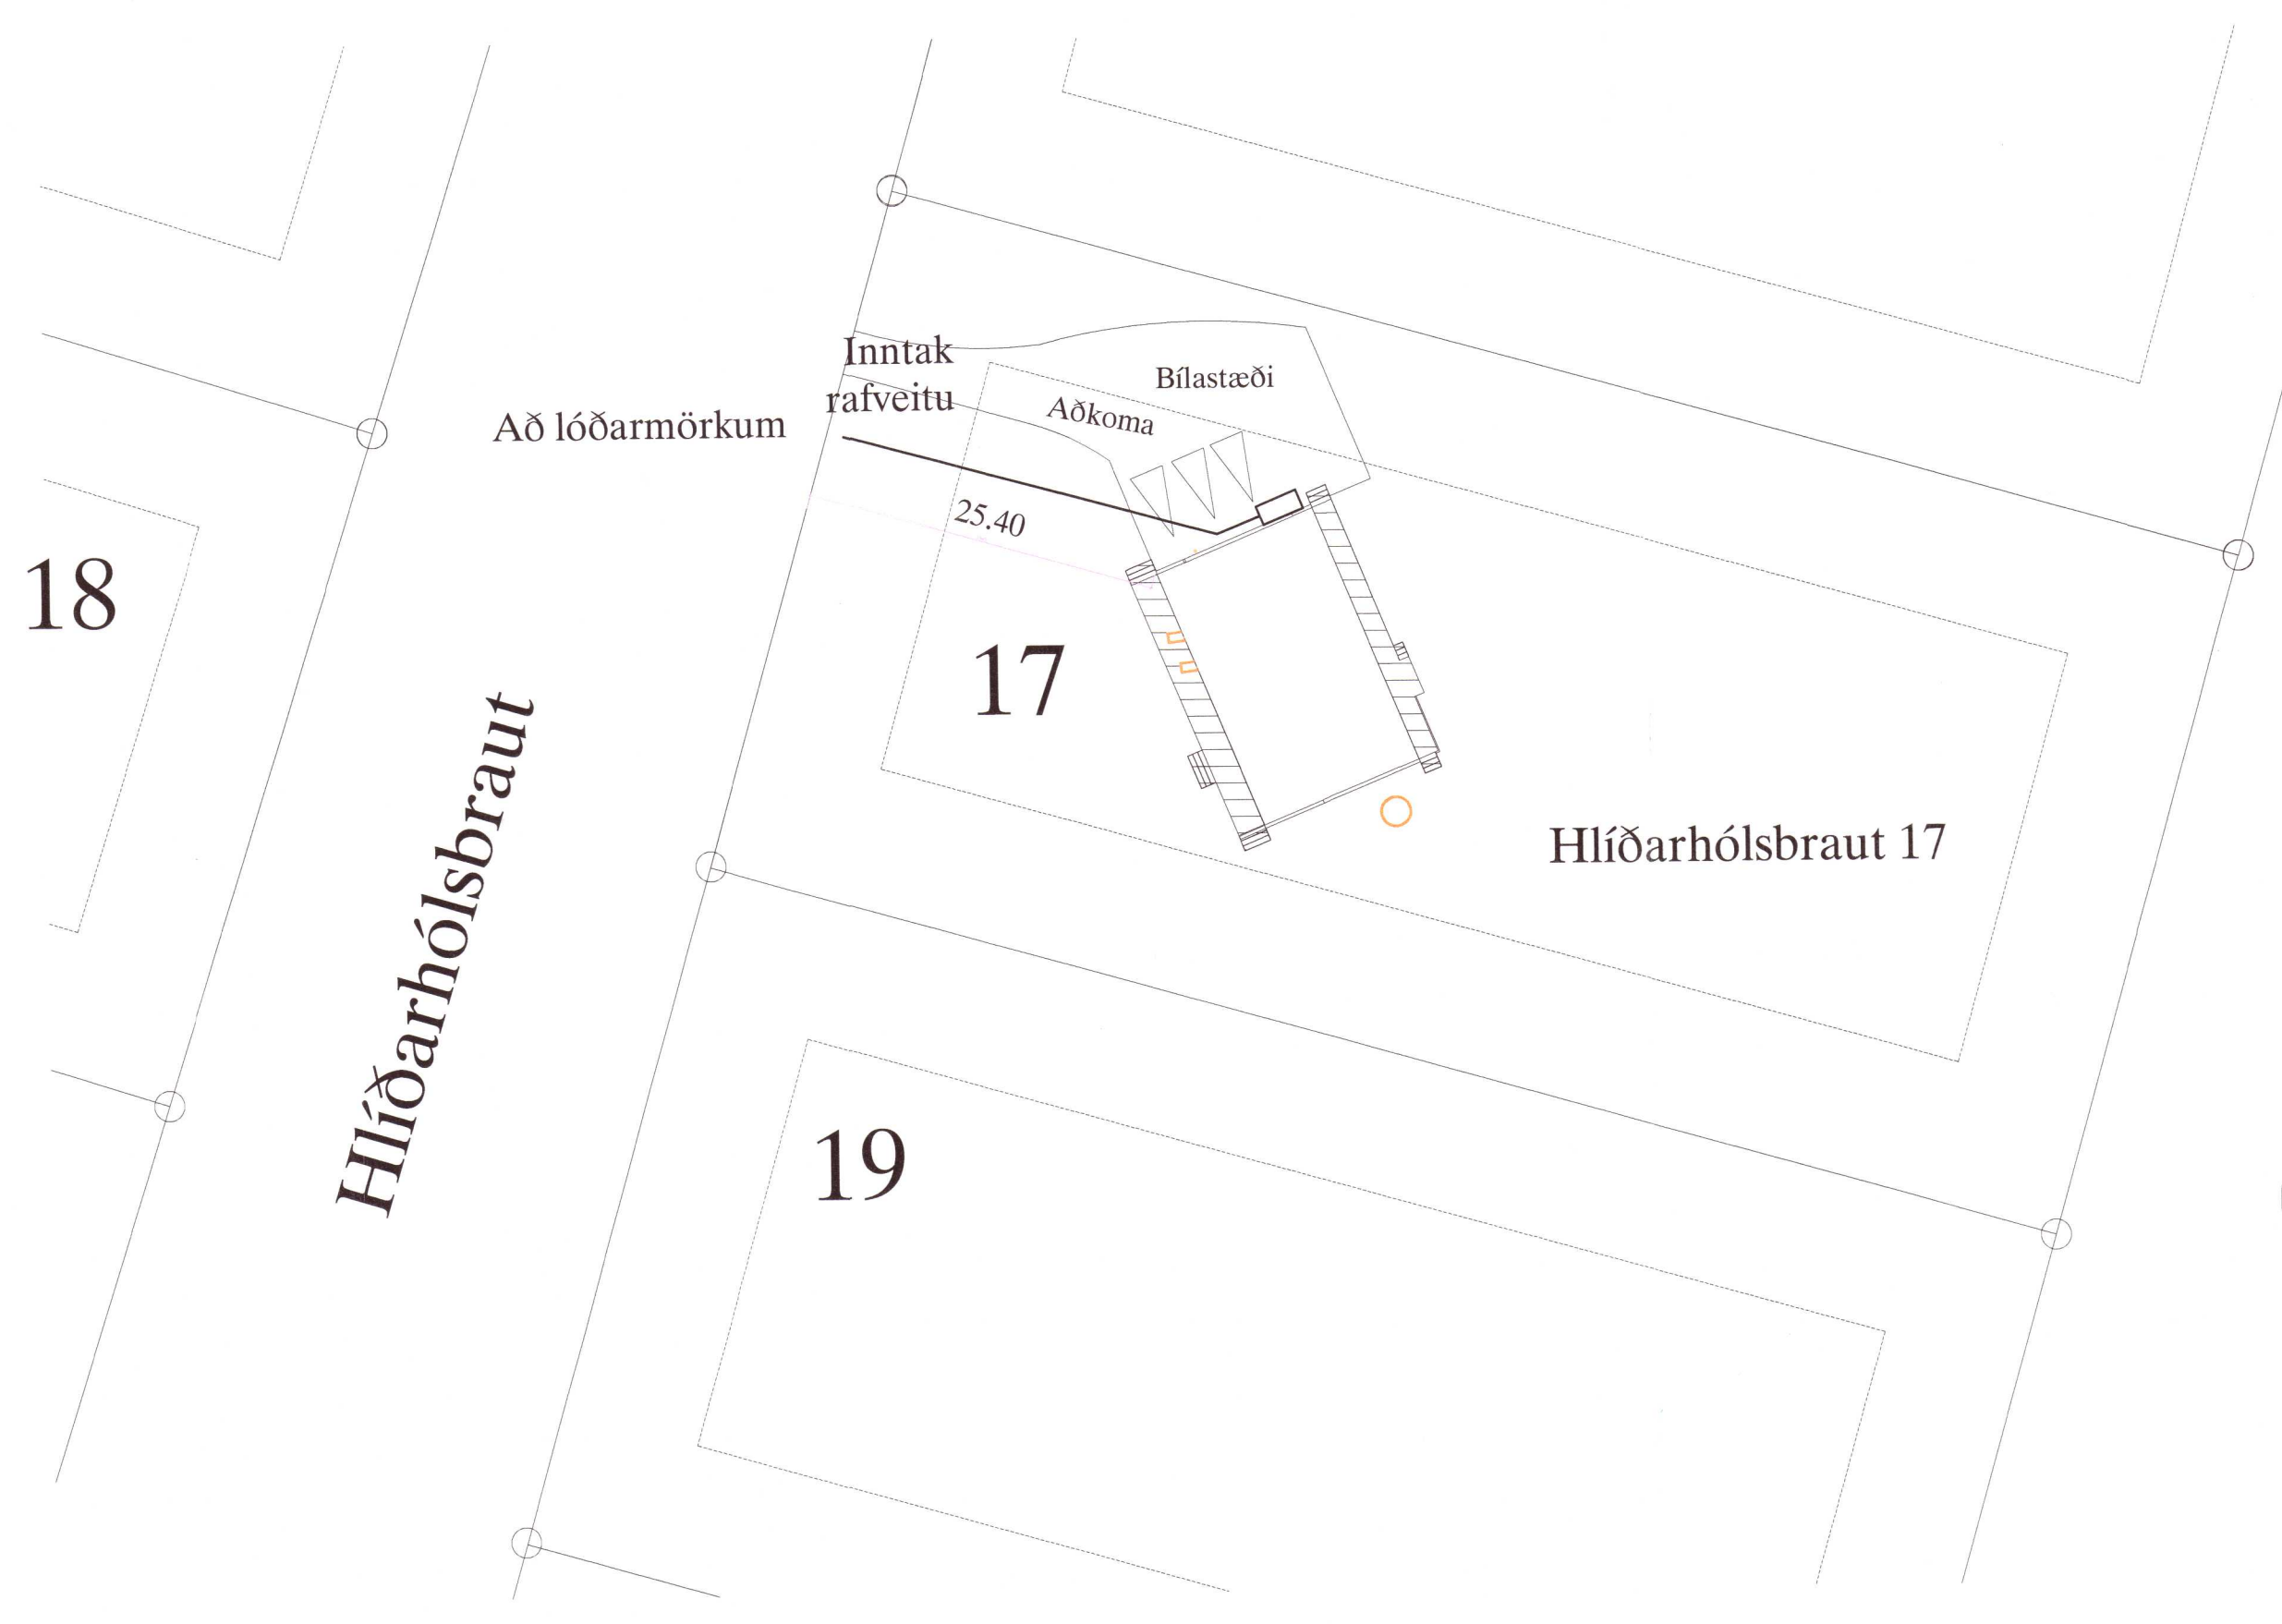 Inntak
rafveitu
Bílastæði
Aðkoma
Að lóðarmörkum
25.40
18
17
Hlíðarhólsbraut
Hlíðarhólsbraut 17
19